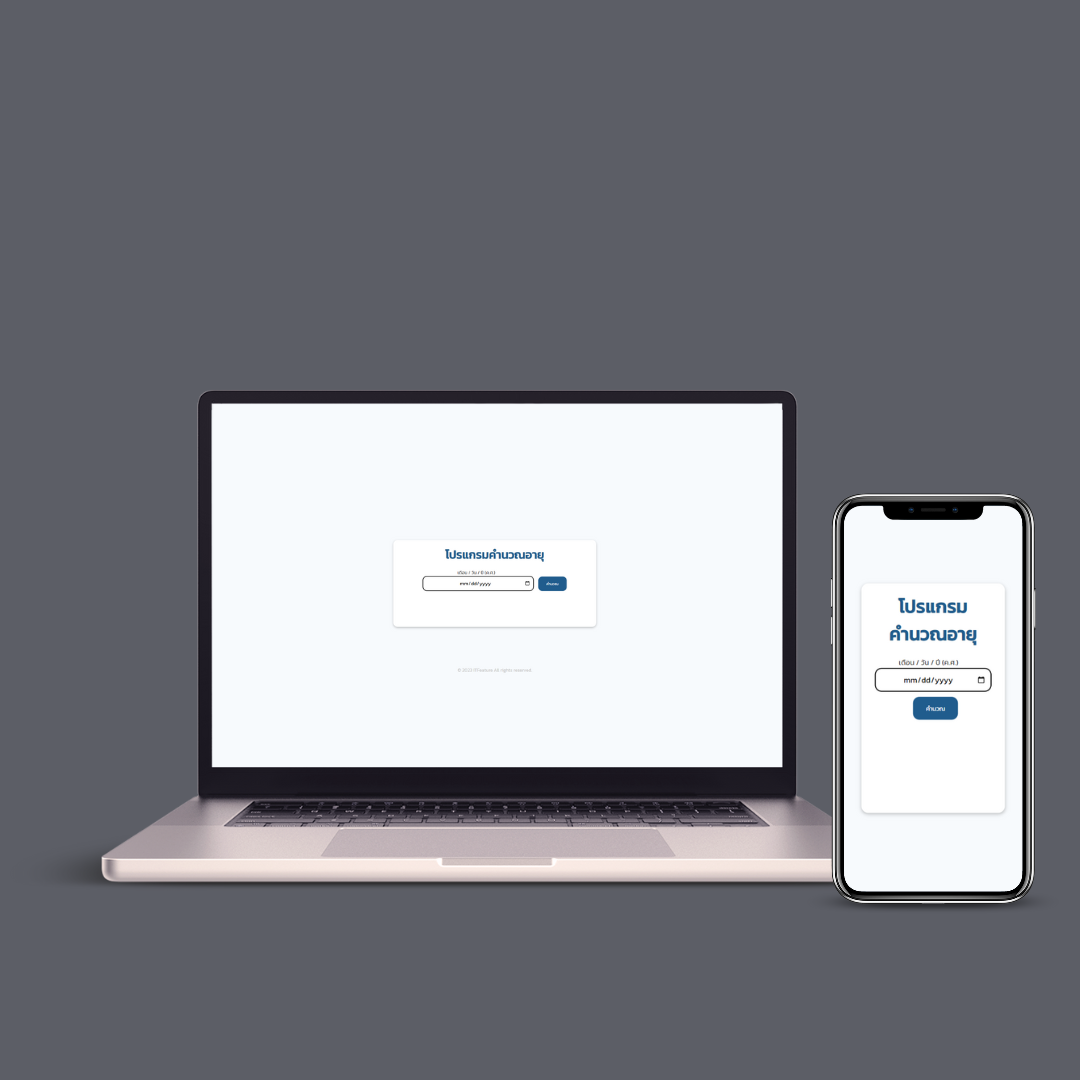 โปรแกรมคำนวณอายุ
เดือน / วัน / ปี (ค.ศ.)
mm/dd/yyyy
คำนวณ
All rights reserved
โปรแกรม
คำนวณอายุ
เดือน / วัน / ปี (ค.ศ.)
mm/dd/yyyy
คำนวณ